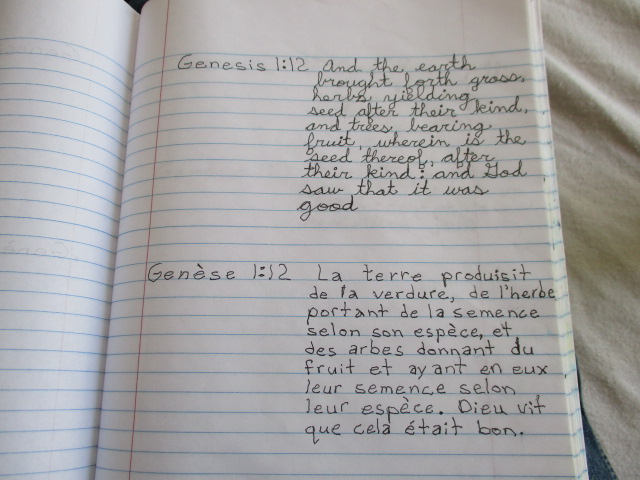 Genesis 1:12 And the earth
brought forth grass,
herbs yielding
seed after their kind,
and trees bearing
fruit, wherein is the
seed thereof, after
their kind: and God
saw that it was
good
Genèse 1:12 La terre produisit
de la verdure, de l'herbe
portant de la semence
selon son espèce, et
des arbes donnant du
fruit et ayant en eux
leur semence selon
leur espèce. Dieu vit
que cela était bon.